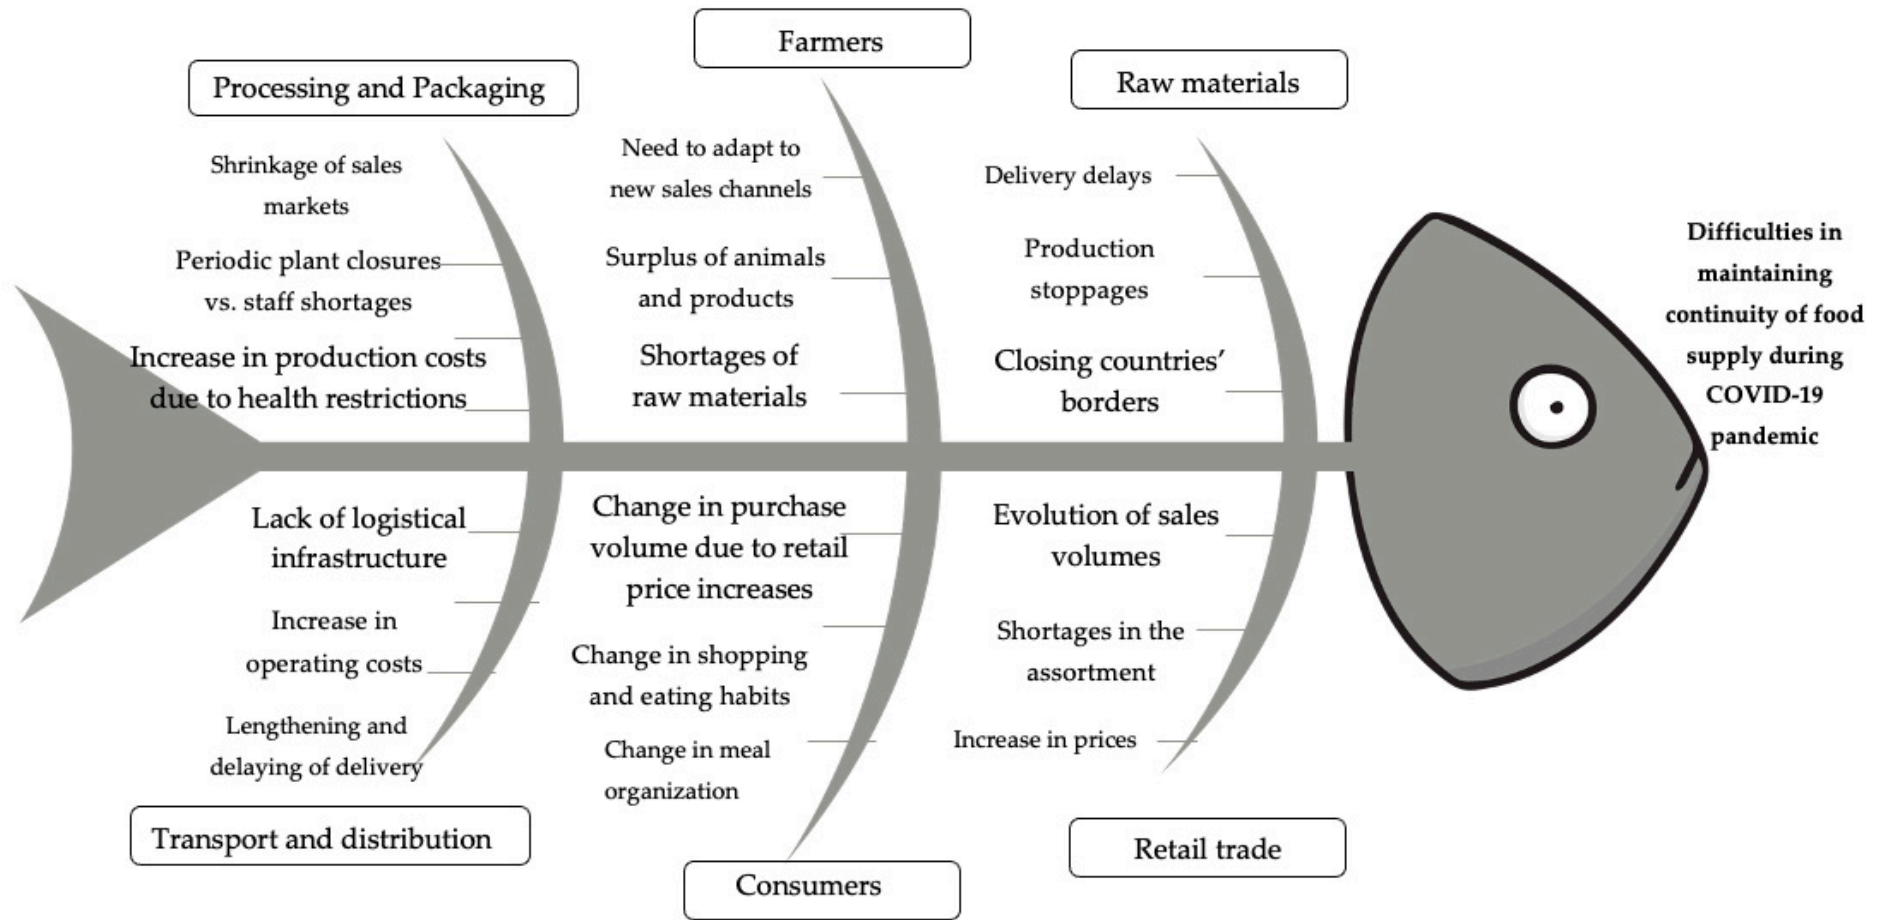 Farmers
Processing and Packaging
Raw materials
Shrinkage of sales
markets
Periodic plant closures
vs. staff shortages
Increase in production costs
due to health restrictions
Need to adapt to
new sales channels
Surplus of animals
and products
Shortages of
raw materials
Delivery delays
Production
stoppages
Closing countries’
borders
Difficulties in
maintaining
continuity of food
supply during
COVID-19
pandemic
Lack of logistical
infrastructure
Increase in
operating costs
Lengthening and
delaying of delivery
Change in purchase
volume due to retail
price increases
Change in shopping
and eating habits
Change in meal
organization
Evolution of sales
volumes
Shortages in the
assortment
Increase in prices
Transport and distribution
Consumers
Retail trade